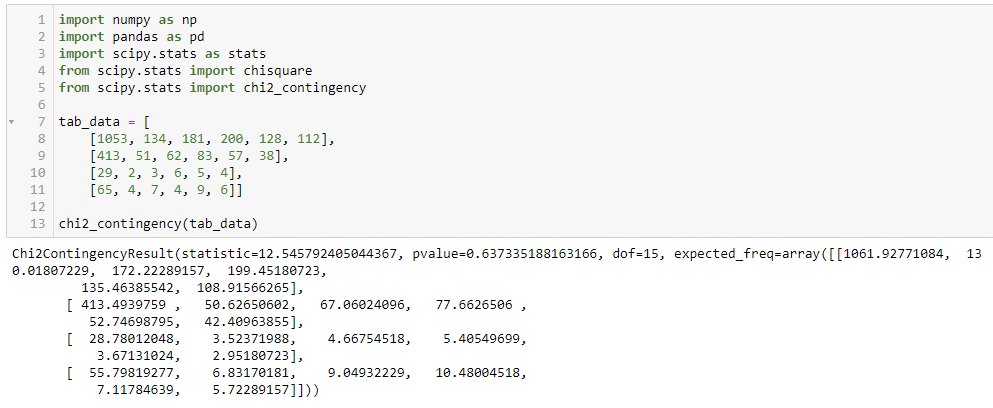 1 import numpy as np
2 import pandas as pd
3 import scipy.stats as stats
4 from scipy.stats import chisquare
5 from scipy.stats import chi2_contingency
6
7 tab_data = [
8     [1053, 134, 181, 200, 128, 112],
9     [413, 51, 62, 83, 57, 38],
10     [29, 2, 3, 6, 5, 4],
11     [65, 4, 7, 4, 9, 6]]
12
13 chi2_contingency(tab_data)
Chi2ContingencyResult(statistic=12.545792405044367, pvalue=0.637335188163166, dof=15, expected_freq=array([[1061.92771084,  13
0.01807229,  172.22289157,  199.45180723,
135.46385542,  108.91566265],
[ 413.4939759 ,   50.62650602,   67.06024096,   77.6626506 ,
52.74698795,   42.40963855],
[  28.78012048,    3.52371988,    4.66754518,    5.40549699,
3.67131024,    2.95180723],
[  55.79819277,    6.83170181,    9.04932229,   10.48004518,
7.11784639,    5.72289157]]))